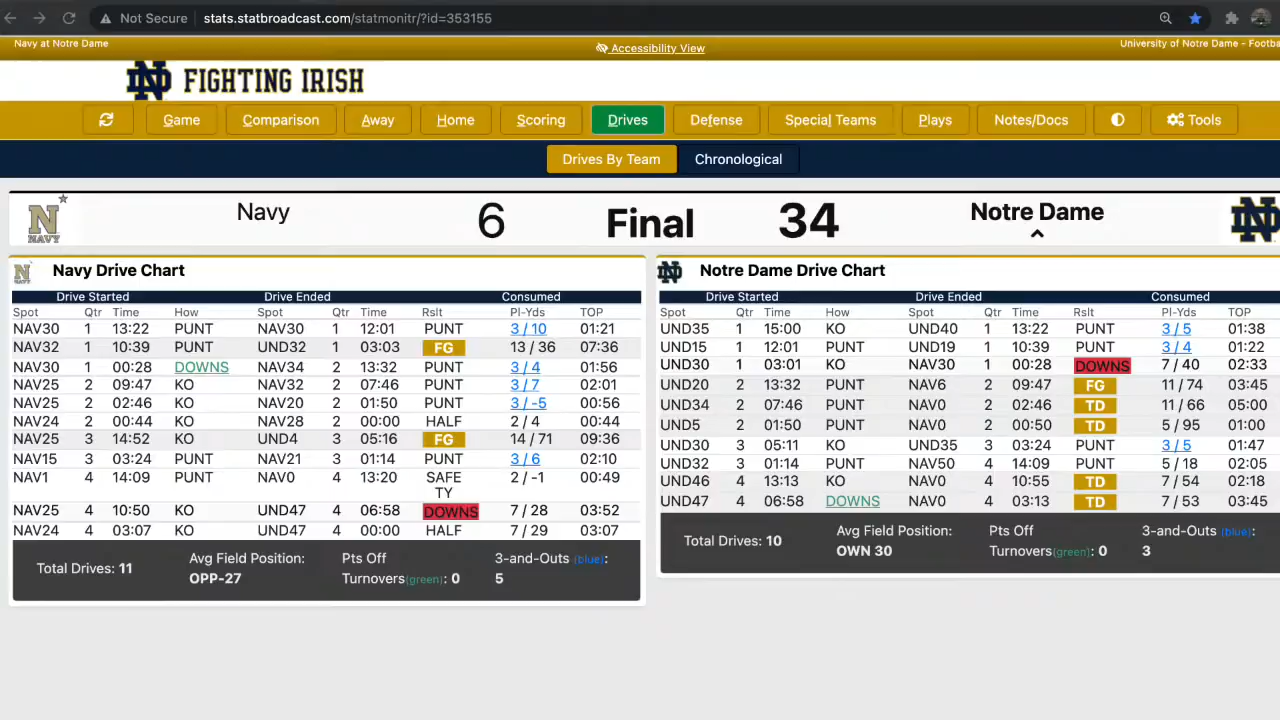 Not Secure stats.statbroadcast.com/statmonitr/?id=353155
Navy at Notre Dame
Accessibility View
University of Notre Dame - Footba
ND FIGHTING IRISH
Game Comparison Away Home Scoring Drives Defense Special Teams Plays Notes/Docs Tools
Drives By Team Chronological
N NAVY Navy 6 Final 34 Notre Dame ND
N NAVY Navy Drive Chart
Drive Started Drive Ended Consumed
Spot Qtr Time How Spot Qtr Time Rslt Pl-Yds TOP
NAV30 1 13:22 PUNT NAV30 1 12:01 PUNT 3 / 10 01:21
NAV32 1 10:39 PUNT UND32 1 03:03 FG 13 / 36 07:36
NAV30 1 00:28 DOWNS NAV34 2 13:32 PUNT 3 / 4 01:56
NAV25 2 09:47 KO NAV32 2 07:46 PUNT 3 / 7 02:01
NAV25 2 02:46 KO NAV20 2 01:50 PUNT 3 / -5 00:56
NAV24 2 00:44 KO NAV28 2 00:00 HALF 2 / 4 00:44
NAV25 3 14:52 KO UND4 3 05:16 FG 14 / 71 09:36
NAV15 3 03:24 PUNT NAV21 3 01:14 PUNT 3 / 6 02:10
NAV1 4 14:09 PUNT NAV0 4 13:20 SAFE 2 / -1 00:49
TY
NAV25 4 10:50 KO UND47 4 06:58 DOWNS 7 / 28 03:52
NAV24 4 03:07 KO UND47 4 00:00 HALF 7 / 29 03:07
Total Drives: 11
Avg Field Position:
OPP-27
Pts Off
Turnovers(green): 0
3-and-Outs (blue):
5
ND Notre Dame Drive Chart
Drive Started Drive Ended Consumed
Spot Qtr Time How Spot Qtr Time Rslt Pl-Yds TOP
UND35 1 15:00 KO UND40 1 13:22 PUNT 3 / 5 01:38
UND15 1 12:01 PUNT UND19 1 10:39 PUNT 3 / 4 01:22
UND30 1 03:01 KO NAV30 1 00:28 DOWNS 7 / 40 02:33
UND20 2 13:32 PUNT NAV6 2 09:47 FG 11 / 74 03:45
UND34 2 07:46 PUNT NAV0 2 02:46 TD 11 / 66 05:00
UND5 2 01:50 PUNT NAV0 2 00:50 TD 5 / 95 01:00
UND30 3 05:11 KO UND35 3 03:24 PUNT 3 / 5 01:47
UND32 3 01:14 PUNT NAV50 4 14:09 PUNT 5 / 18 02:05
UND46 4 13:13 KO NAV0 4 10:55 TD 7 / 54 02:18
UND47 4 06:58 DOWNS NAV0 4 03:13 TD 7 / 53 03:45
Total Drives: 10
Avg Field Position:
OWN 30
Pts Off
Turnovers(green): 0
3-and-Outs (blue):
3